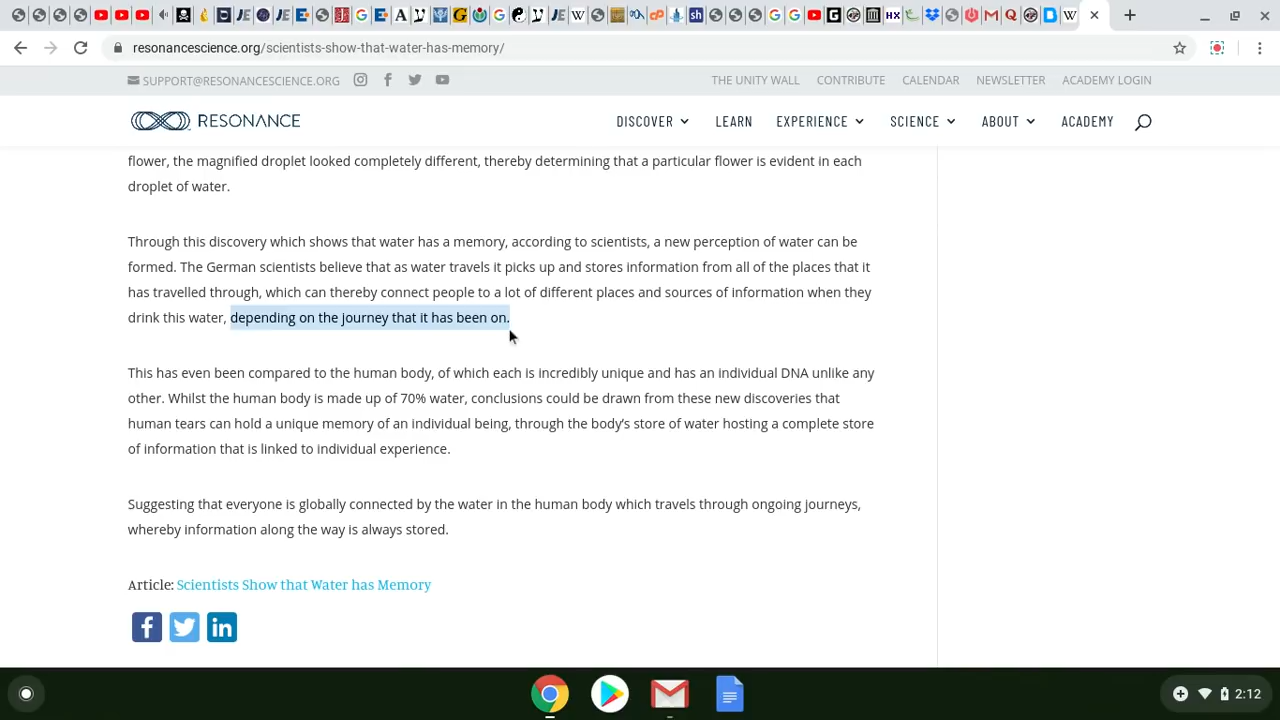 resonancescience.org/scientists-show-that-water-has-memory/
SUPPORT@RESONANCESCIENCE.ORG
THE UNITY WALL CONTRIBUTE CALENDAR NEWSLETTER ACADEMY LOGIN
RESONANCE
DISCOVER LEARN EXPERIENCE SCIENCE ABOUT ACADEMY
flower, the magnified droplet looked completely different, thereby determining that a particular flower is evident in each
droplet of water.
Through this discovery which shows that water has a memory, according to scientists, a new perception of water can be
formed. The German scientists believe that as water travels it picks up and stores information from all of the places that it
has travelled through, which can thereby connect people to a lot of different places and sources of information when they
drink this water, depending on the journey that it has been on.
This has even been compared to the human body, of which each is incredibly unique and has an individual DNA unlike any
other. Whilst the human body is made up of 70% water, conclusions could be drawn from these new discoveries that
human tears can hold a unique memory of an individual being, through the body's store of water hosting a complete store
of information that is linked to individual experience.
Suggesting that everyone is globally connected by the water in the human body which travels through ongoing journeys,
whereby information along the way is always stored.
Article: Scientists Show that Water has Memory
2:12